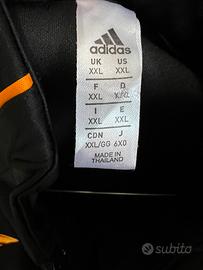 adidas
UK US
XXL XXL
F D
XXL XXL
I E
XXL XXL
CDN J
XXL/GG 6XO
MADE IN
THAILAND
subito